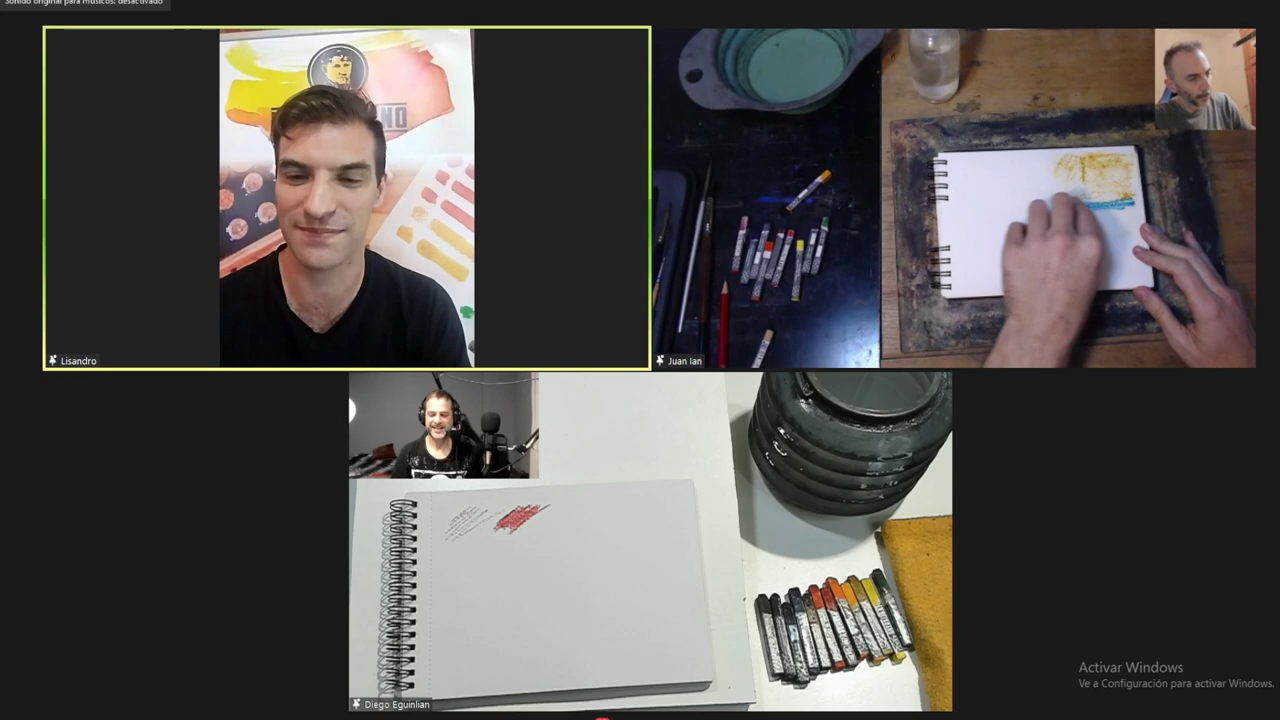 Sonido original para músicos: desactivado
Lisandro
Juan Ian
Diego Eguinlian
Activar Windows
Ve a Configuración para activar Windows.